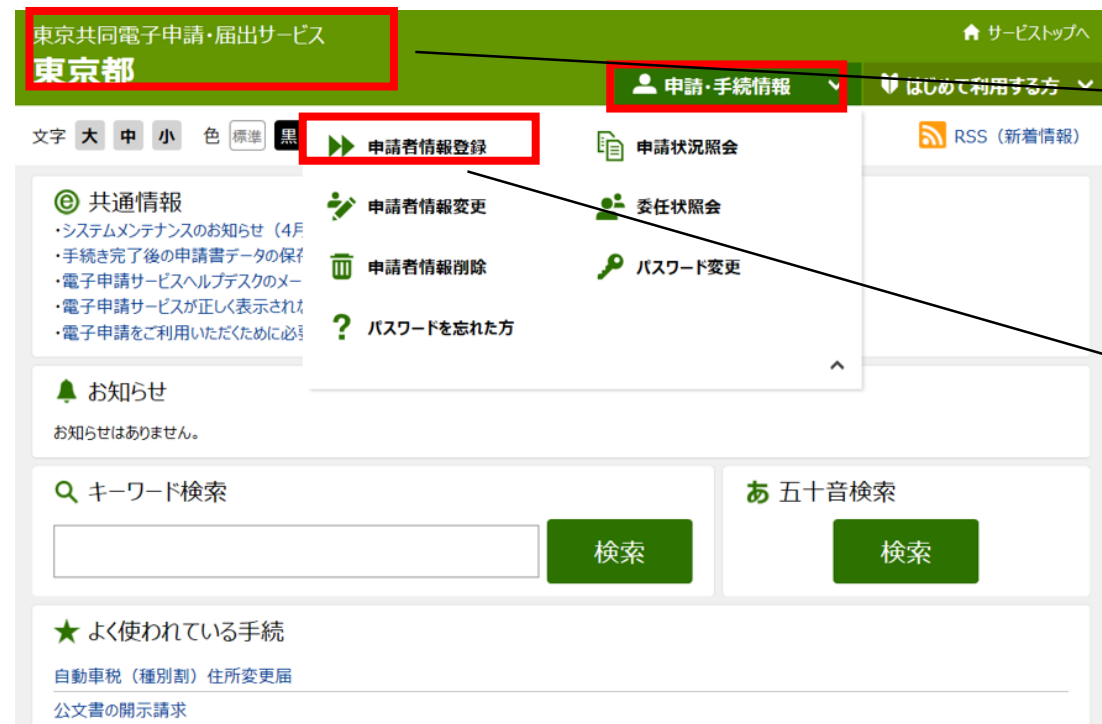 東京共同電子申請・届出サービス
サービストップへ
東京都
申請・手続情報
はじめて利用する方
文字 大 中 小 色 標準 黒
RSS（新着情報）
申請者情報登録
申請状況照会
申請者情報変更
委任状照会
申請者情報削除
パスワード変更
パスワードを忘れた方
共通情報
・システムメンテナンスのお知らせ（4月
・手続き完了後の申請書データの保存
・電子申請サービスヘルプデスクのメー
・電子申請サービスが正しく表示されな
・電子申請をご利用いただくために必要
お知らせ
お知らせはありません。
キーワード検索
あ 五十音検索
検索
検索
よく使われている手続
自動車税（種別割）住所変更届
公文書の開示請求